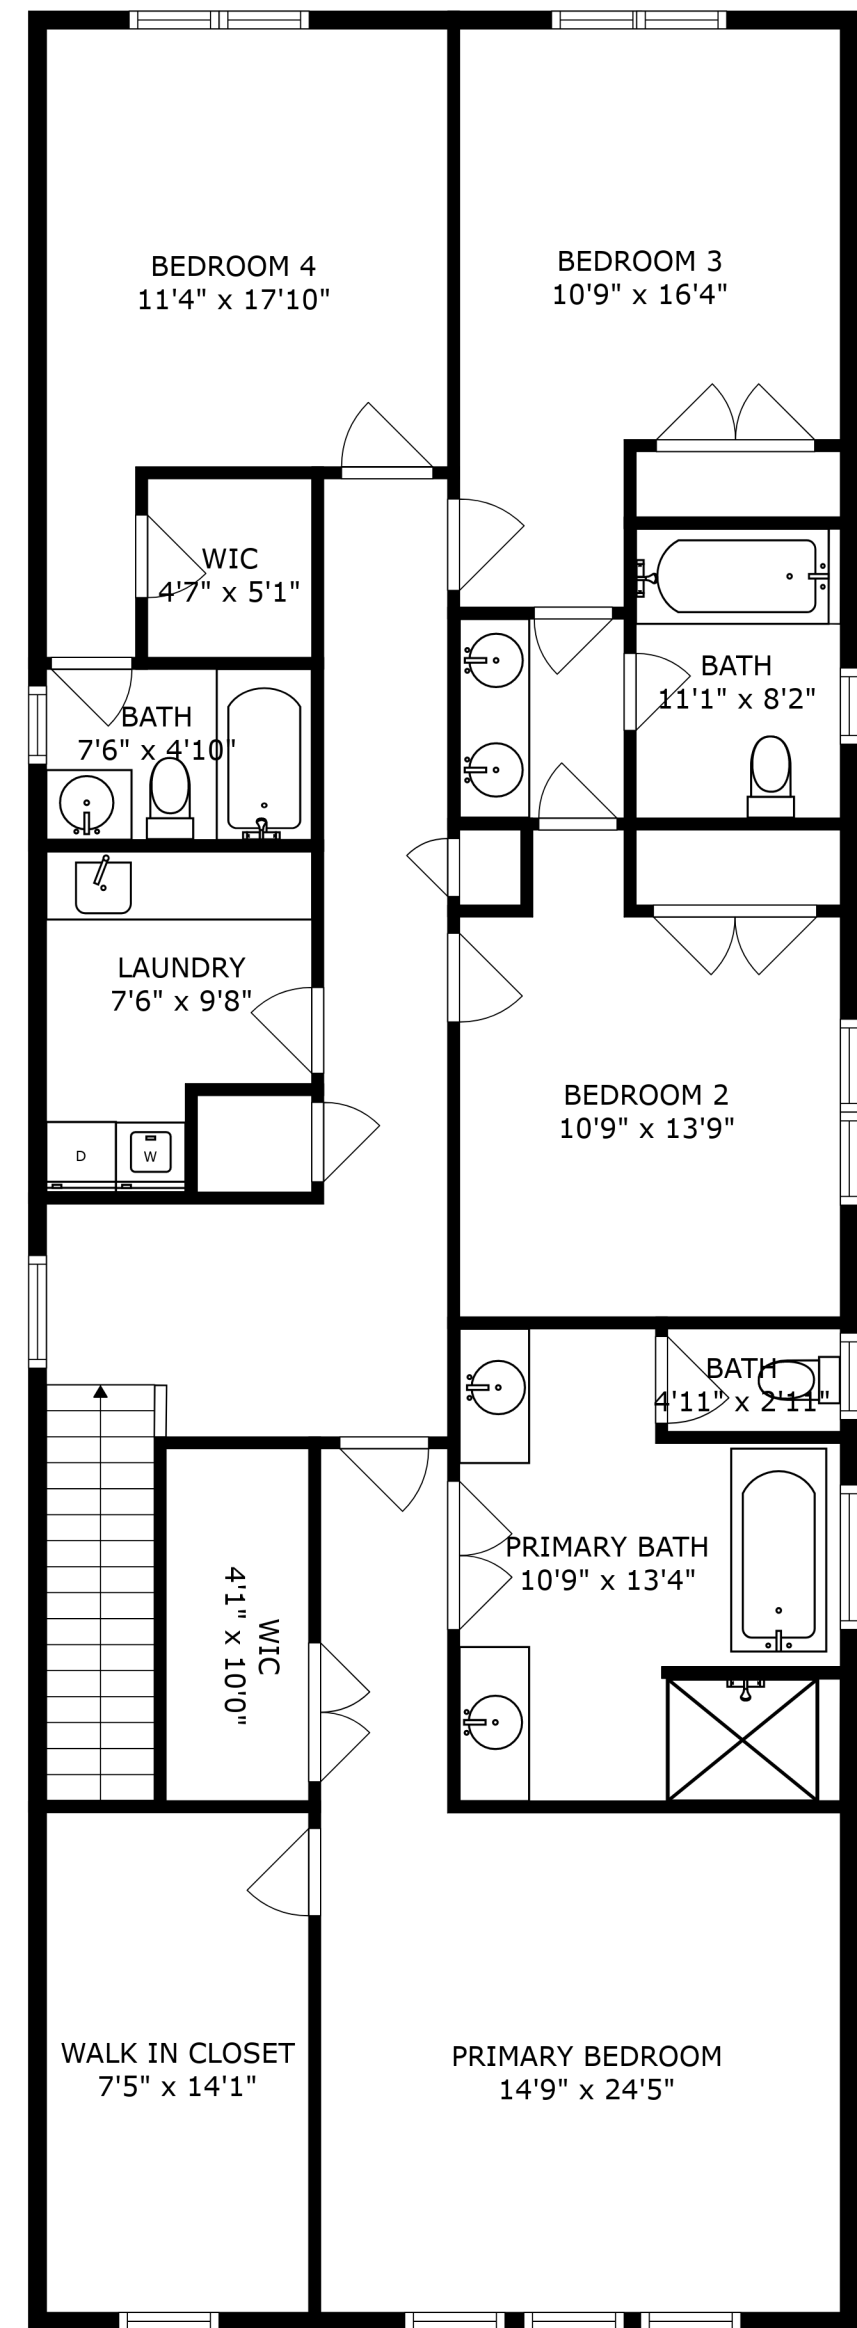 BEDROOM 4
11'4" x 17'10"
BEDROOM 3
10'9" x 16'4"
WIC
4'7" x 5'1"
BATH
11'1" x 8'2"
BATH
7'6" x 4'10"
LAUNDRY
7'6" x 9'8"
BEDROOM 2
10'9" x 13'9"
D
W
BATH
4'11" x 2'11"
PRIMARY BATH
10'9" x 13'4"
WIC
4'1" x 10'0"
WALK IN CLOSET
7'5" x 14'1"
PRIMARY BEDROOM
14'9" x 24'5"